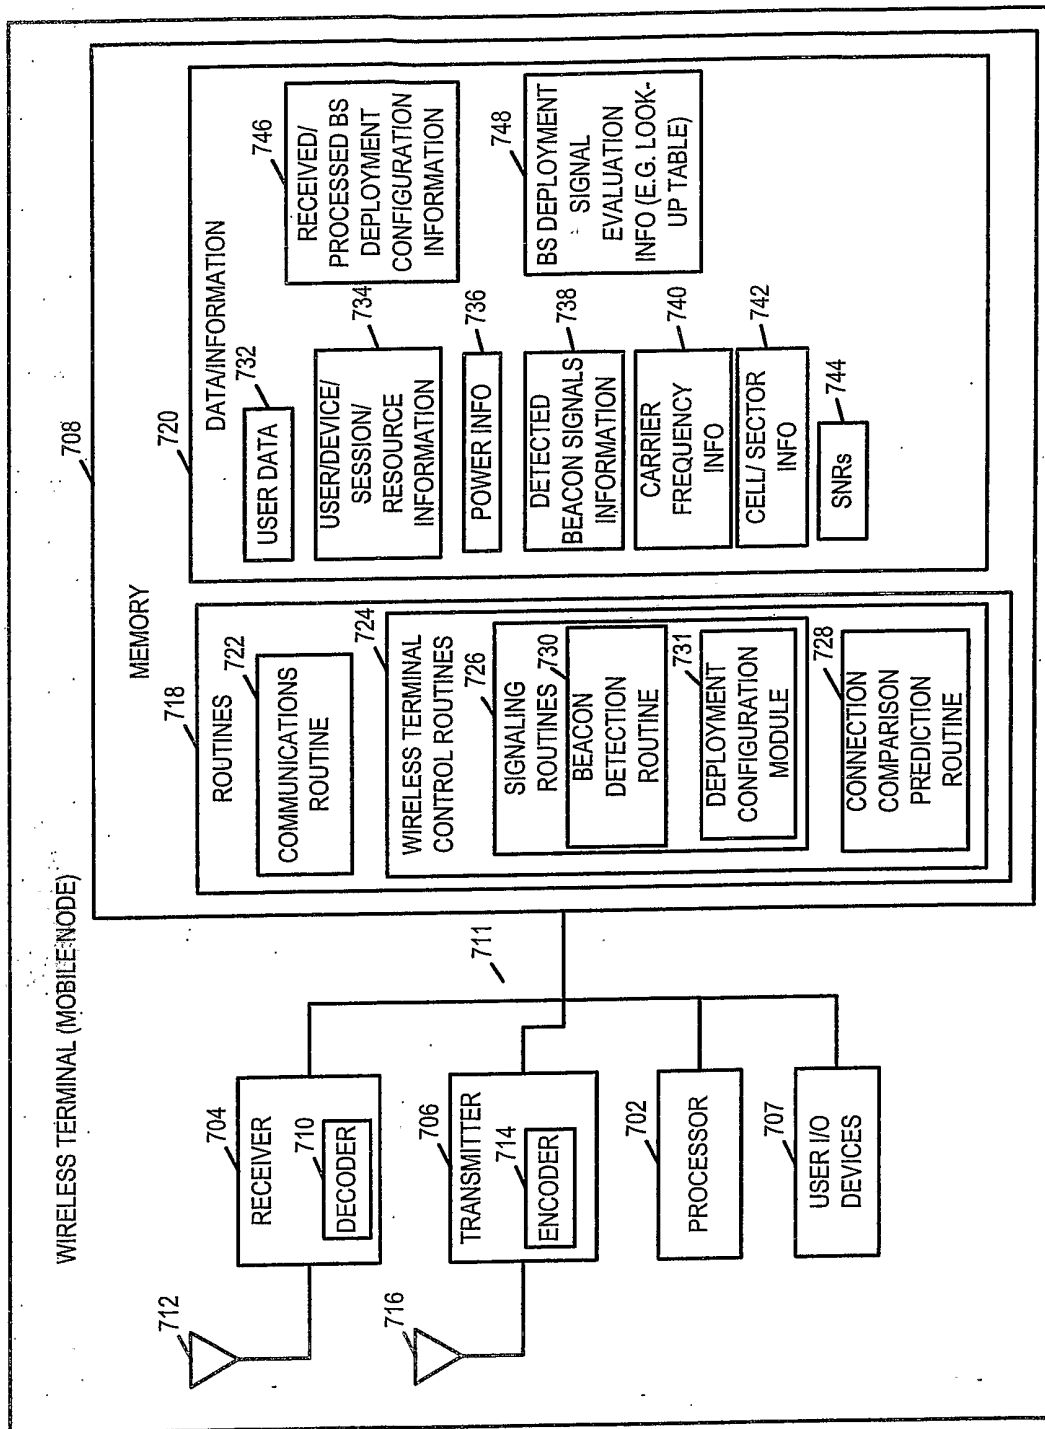 WIRELESS TERMINAL (MOBILE NODE)
712
704
RECEIVER
710
DECODER
716
706
TRANSMITTER
714
ENCODER
702
PROCESSOR
707
USER I/O
DEVICES
711
708
MEMORY
718
ROUTINES
722
COMMUNICATIONS
ROUTINE
724
WIRELESS TERMINAL
CONTROL ROUTINES
726
SIGNALING
ROUTINES
730
BEACON
DETECTION
ROUTINE
731
DEPLOYMENT
CONFIGURATION
MODULE
728
CONNECTION
COMPARISON
PREDICTION
ROUTINE
720
DATA/INFORMATION
732
USER DATA
734
USER/DEVICE/
SESSION/
RESOURCE
INFORMATION
736
POWER INFO
738
DETECTED
BEACON SIGNALS
INFORMATION
740
CARRIER
FREQUENCY
INFO
742
CELL/ SECTOR
INFO
744
SNRs
746
RECEIVED/
PROCESSED BS
DEPLOYMENT
CONFIGURATION
INFORMATION
748
BS DEPLOYMENT
SIGNAL
EVALUATION
INFO (E.G. LOOK-
UP TABLE)